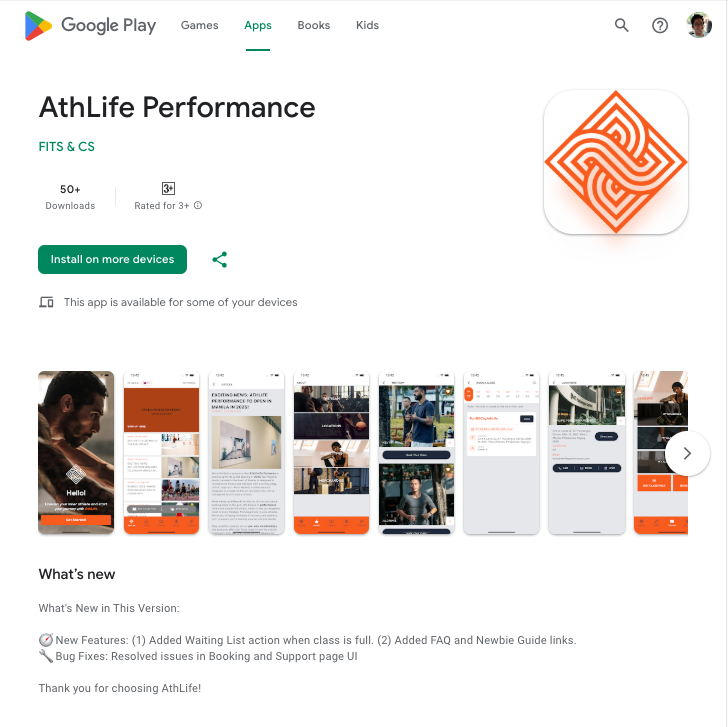 Google Play
Games
Apps
Books
Kids
AthLife Performance
FITS & CS
50+
Downloads
3+
Rated for 3+
Install on more devices
This app is available for some of your devices
Hello!
Get Started
EXCITING NEWS: ATHLIFE
PERFORMANCE TO OPEN IN
MANILA IN 2025!
LOCATIONS
What's new
What's New in This Version:
🧭 New Features: (1) Added Waiting List action when class is full. (2) Added FAQ and Newbie Guide links.
🔧 Bug Fixes: Resolved issues in Booking and Support page UI
Thank you for choosing AthLife!